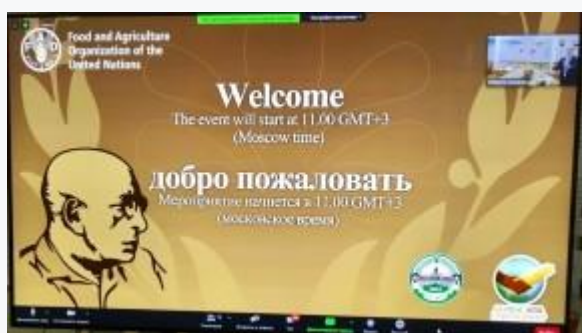 Food and Agriculture
Organization of the
United Nations
Welcome
The event will start at 11.00 GMT+3
(Moscow time)
добро пожаловать
Мероприятие начнется в 11.00 GMT+3
(московское время)